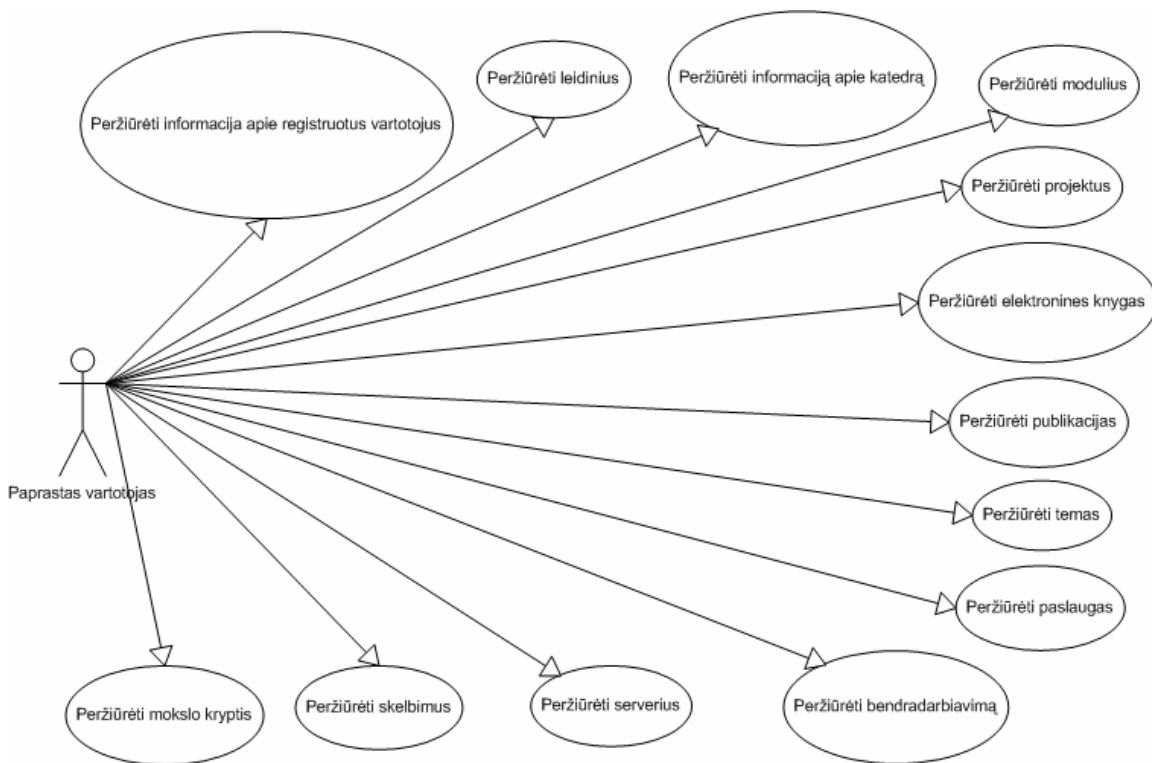 Peržiūrėti informacija apie registruotus vartotojus
Peržiūrėti leidinius
Peržiūrėti informaciją apie katedrą
Peržiūrėti modulius
Peržiūrėti projektus
Peržiūrėti elektronines knygas
Peržiūrėti publikacijas
Peržiūrėti temas
Peržiūrėti paslaugas
Peržiūrėti bendradarbiavimą
Peržiūrėti serverius
Peržiūrėti skelbimus
Peržiūrėti mokslo kryptis
Paprastas vartotojas